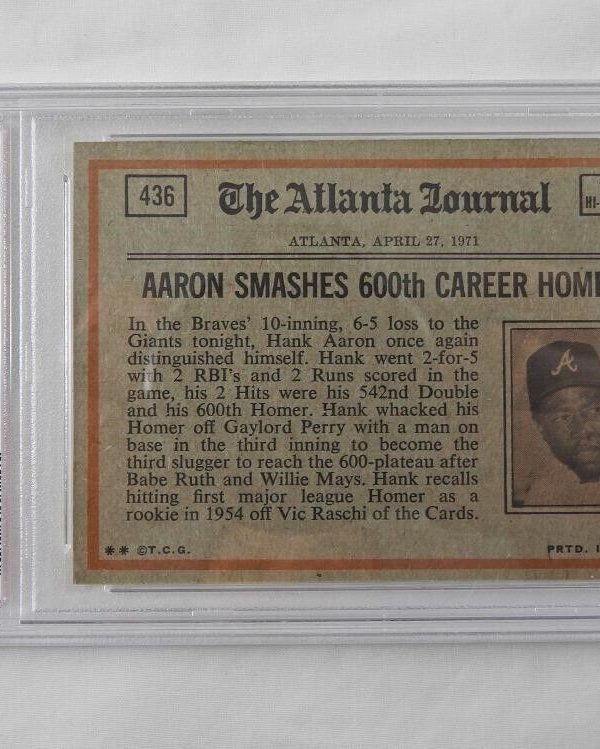 436
The Atlanta Journal
HI-
ATLANTA, APRIL 27, 1971
AARON SMASHES 600th CAREER HOM
In the Braves' 10-inning, 6-5 loss to the
Giants tonight, Hank Aaron once again
distinguished himself. Hank went 2-for-5
with 2 RBI's and 2 Runs scored in the
game, his 2 Hits were his 542nd Double
and his 600th Homer. Hank whacked his
Homer off Gaylord Perry with a man on
base in the third inning to become the
third slugger to reach the 600-plateau after
Babe Ruth and Willie Mays. Hank recalls
hitting first major league Homer as a
rookie in 1954 off Vic Raschi of the Cards.
A
** ©T.C.G.
PRTD. I